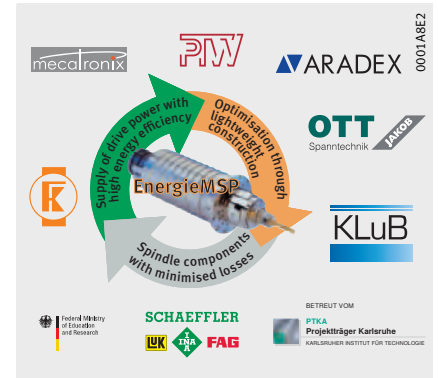 mecatronix
PTW
ARADEX
0001A8E2
Supply of drive power with
high energy efficiency
Optimisation through
lightweight
construction
OTT
JAKOB
Spanntechnik
EnergieMSP
FK
KLuB
Spindle components
with minimised losses
Federal Ministry
of Education
and Research
SCHAEFFLER
LUK
INA
FAG
BETREUT VOM
PTKA
Projektträger Karlsruhe
KARLSRUHER INSTITUT FÜR TECHNOLOGIE